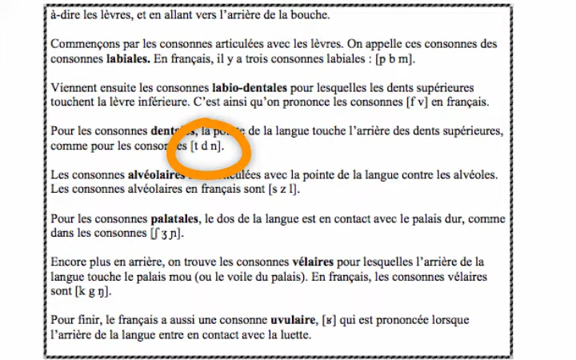 à-dire les lèvres, et en allant vers l'arrière de la bouche.
Commençons par les consonnes articulées avec les lèvres. On appelle ces consonnes des
consonnes labiales. En français, il y a trois consonnes labiales : [p b m].
Viennent ensuite les consonnes labio-dentales pour lesquelles les dents supérieures
touchent la lèvre inférieure. C'est ainsi qu'on prononce les consonnes [f v] en français.
Pour les consonnes dentales, la pointe de la langue touche l'arrière des dents supérieures,
comme pour les consonnes [t d n].
Les consonnes alvéolaires articulées avec la pointe de la langue contre les alvéoles.
Les consonnes alvéolaires en français sont [s z l].
Pour les consonnes palatales, le dos de la langue est en contact avec le palais dur, comme
dans les consonnes [ʃ ʒ ɲ].
Encore plus en arrière, on trouve les consonnes vélaires pour lesquelles l'arrière de la
langue touche le palais mou (ou le voile du palais). En français, les consonnes vélaires
sont [k g ŋ].
Pour finir, le français a aussi une consonne uvulaire, [ʁ] qui est prononcée lorsque
l'arrière de la langue entre en contact avec la luette.